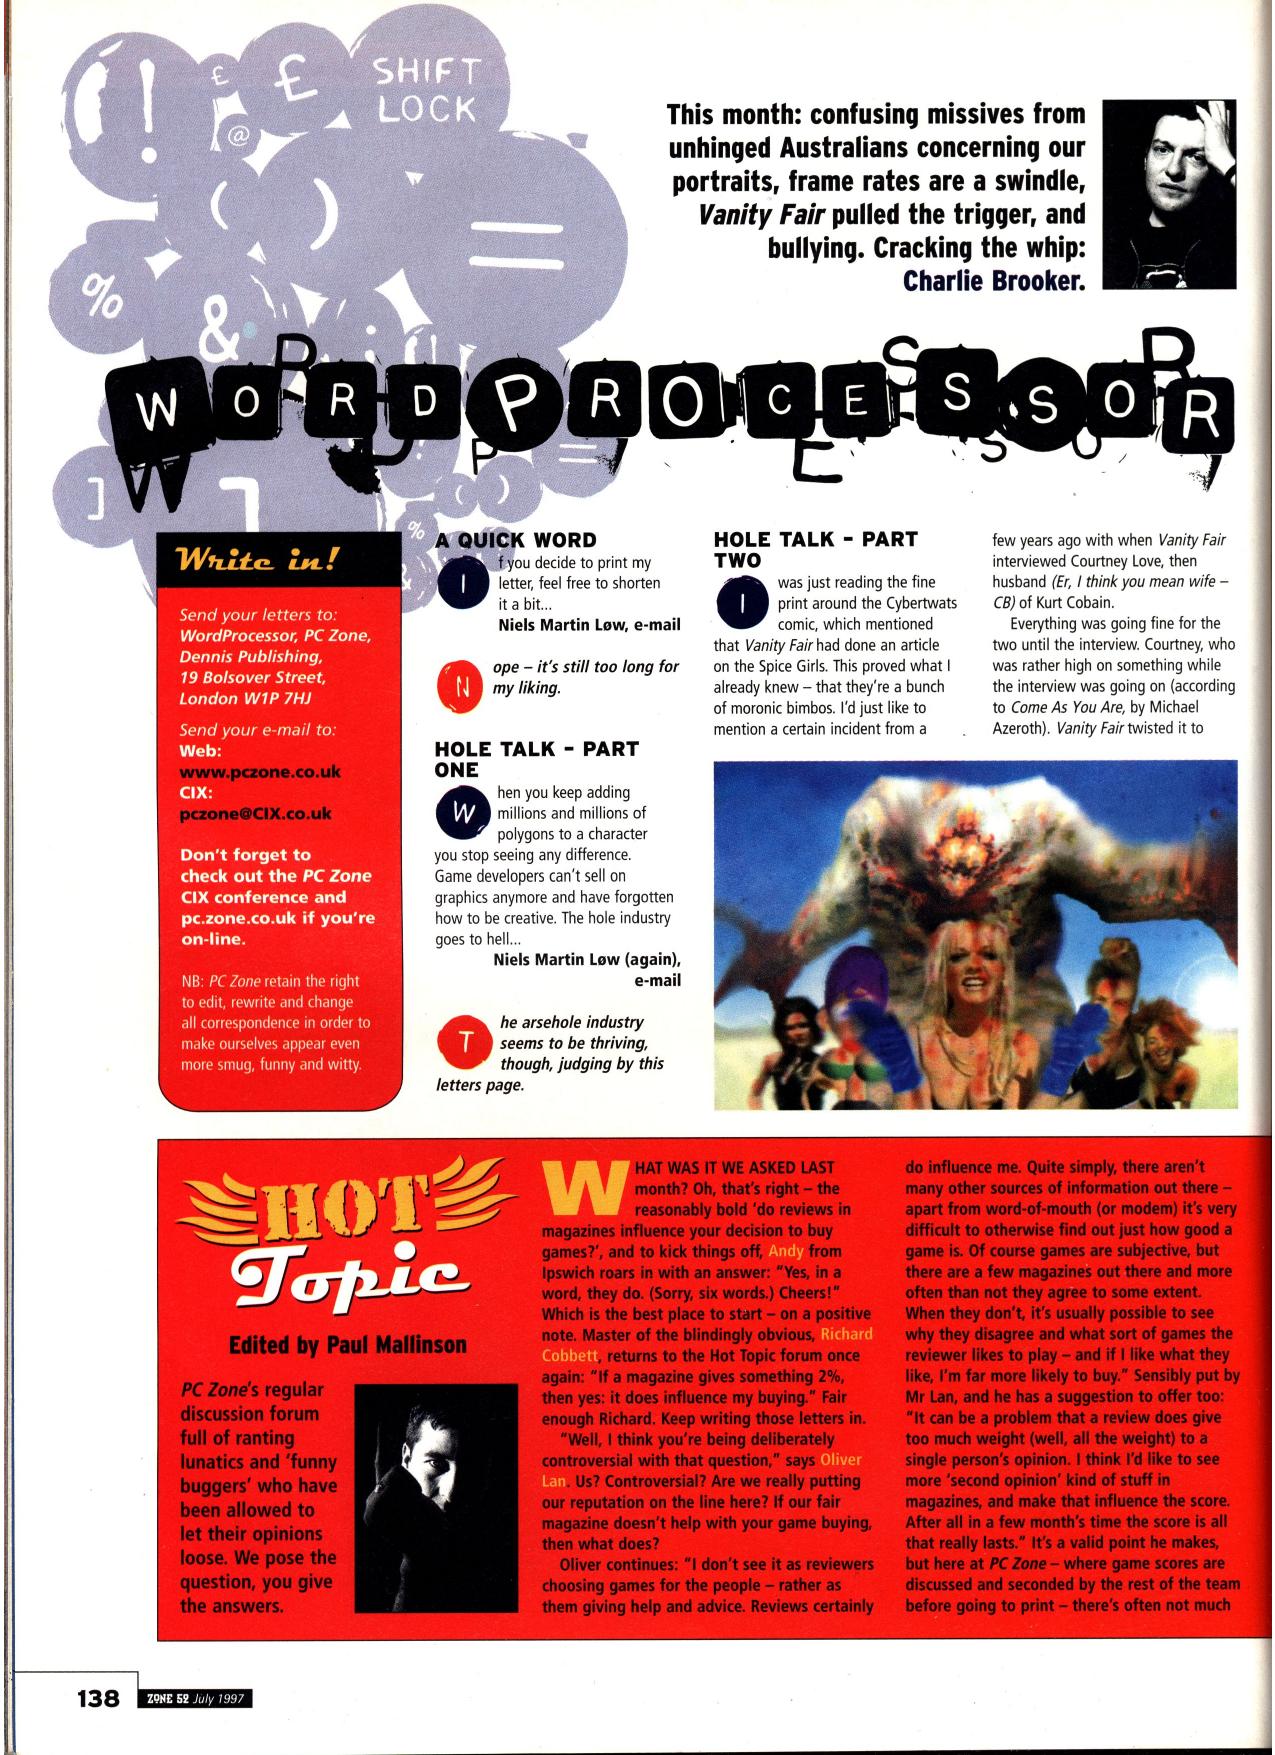 SHIFT
LOCK
This month: confusing missives from
unhinged Australians concerning our
portraits, frame rates are a swindle,
Vanity Fair pulled the trigger, and
bullying. Cracking the whip:
Charlie Brooker.
WORDPROCESSOR
Write in!
Send your letters to:
WordProcessor, PC Zone,
Dennis Publishing,
19 Bolsover Street,
London W1P 7HJ
Send your e-mail to:
Web:
www.pczone.co.uk
CIX:
pczone@CIX.co.uk
Don't forget to
check out the PC Zone
CIX conference and
pc.zone.co.uk if you're
on-line.
NB: PC Zone retain the right
to edit, rewrite and change
all correspondence in order to
make ourselves appear even
more smug, funny and witty.
A QUICK WORD
If you decide to print my
letter, feel free to shorten
it a bit...
Niels Martin Løw, e-mail
Nope – it's still too long for
my liking.
HOLE TALK – PART
ONE
When you keep adding
millions and millions of
polygons to a character
you stop seeing any difference.
Game developers can't sell on
graphics anymore and have forgotten
how to be creative. The hole industry
goes to hell...
Niels Martin Løw (again),
e-mail
The arsehole industry
seems to be thriving,
though, judging by this
letters page.
HOLE TALK – PART
TWO
I was just reading the fine
print around the Cybertwats
comic, which mentioned
that Vanity Fair had done an article
on the Spice Girls. This proved what I
already knew – that they're a bunch
of moronic bimbos. I'd just like to
mention a certain incident from a
few years ago with when Vanity Fair
interviewed Courtney Love, then
husband (Er, I think you mean wife –
CB) of Kurt Cobain.
Everything was going fine for the
two until the interview. Courtney, who
was rather high on something while
the interview was going on (according
to Come As You Are, by Michael
Azeroth). Vanity Fair twisted it to
HOT
Topic
Edited by Paul Mallinson
PC Zone's regular
discussion forum
full of ranting
lunatics and 'funny
buggers' who have
been allowed to
let their opinions
loose. We pose the
question, you give
the answers.
WHAT WAS IT WE ASKED LAST
month? Oh, that's right – the
reasonably bold 'do reviews in
magazines influence your decision to buy
games?', and to kick things off, Andy from
Ipswich roars in with an answer: "Yes, in a
word, they do. (Sorry, six words.) Cheers!"
Which is the best place to start – on a positive
note. Master of the blindingly obvious, Richard
Cobbett, returns to the Hot Topic forum once
again: "If a magazine gives something 2%,
then yes: it does influence my buying." Fair
enough Richard. Keep writing those letters in.
"Well, I think you're being deliberately
controversial with that question," says Oliver
Lan. Us? Controversial? Are we really putting
our reputation on the line here? If our fair
magazine doesn't help with your game buying,
then what does?
Oliver continues: "I don't see it as reviewers
choosing games for the people – rather as
them giving help and advice. Reviews certainly
do influence me. Quite simply, there aren't
many other sources of information out there –
apart from word-of-mouth (or modem) it's very
difficult to otherwise find out just how good a
game is. Of course games are subjective, but
there are a few magazines out there and more
often than not they agree to some extent.
When they don't, it's usually possible to see
why they disagree and what sort of games the
reviewer likes to play – and if I like what they
like, I'm far more likely to buy." Sensibly put by
Mr Lan, and he has a suggestion to offer too:
"It can be a problem that a review does give
too much weight (well, all the weight) to a
single person's opinion. I think I'd like to see
more 'second opinion' kind of stuff in
magazines, and make that influence the score.
After all in a few month's time the score is all
that really lasts." It's a valid point he makes,
but here at PC Zone – where game scores are
discussed and seconded by the rest of the team
before going to print – there's often not much
138 ZONE 52 July 1997